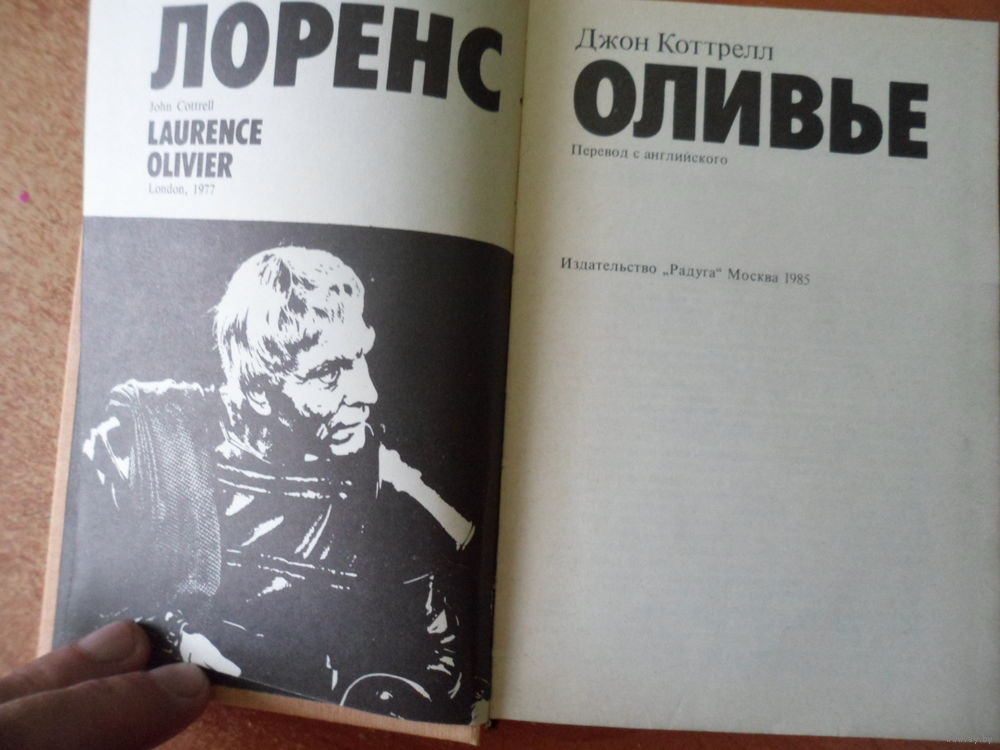 ЛОРЕНС
John Cottrell
LAURENCE
OLIVIER
London, 1977
Джон Коттрелл
ОЛИВЬЕ
Перевод с английского
Издательство „Радуга“ Москва 1985